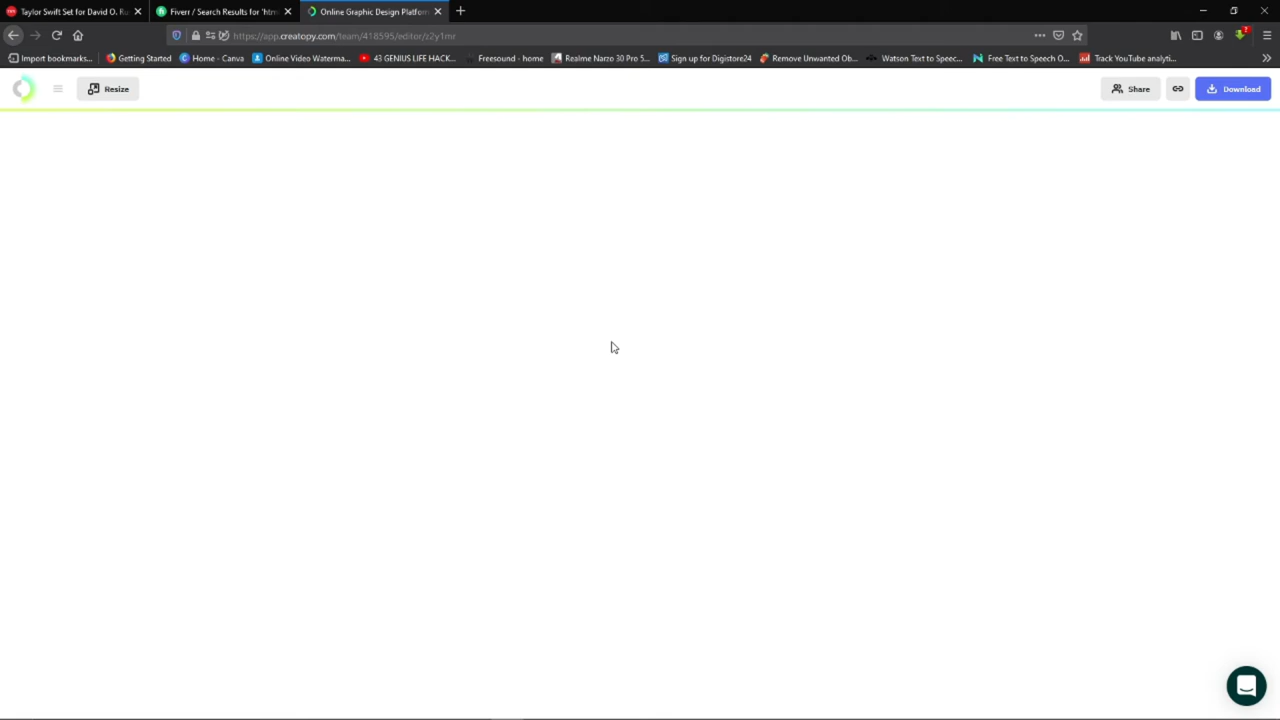 Taylor Swift Set for David O. Ru
Fiverr / Search Results for 'htm
Online Graphic Design Platform
https://app.creatopy.com/team/418595/editor/z2y1mr
Import bookmarks...
Getting Started
Home - Canva
Online Video Waterma...
43 GENIUS LIFE HACK...
Freesound - home
Realme Narzo 30 Pro 5...
Sign up for Digistore24
Remove Unwanted Ob...
Watson Text to Speec...
Free Text to Speech O...
Track YouTube analyti...
Resize
Share
Download